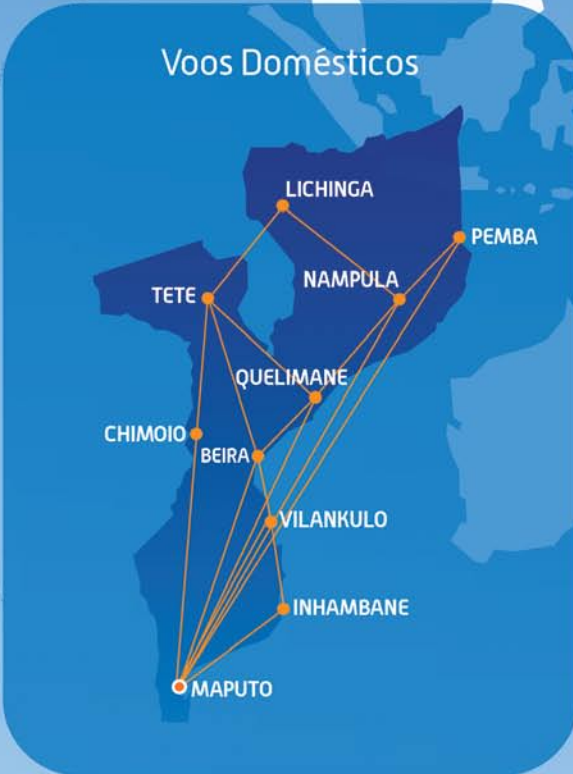 Voos Domésticos
LICHINGA
PEMBA
NAMPULA
TETE
QUELIMANE
CHIMOIO
BEIRA
VILANKULO
INHAMBANE
MAPUTO